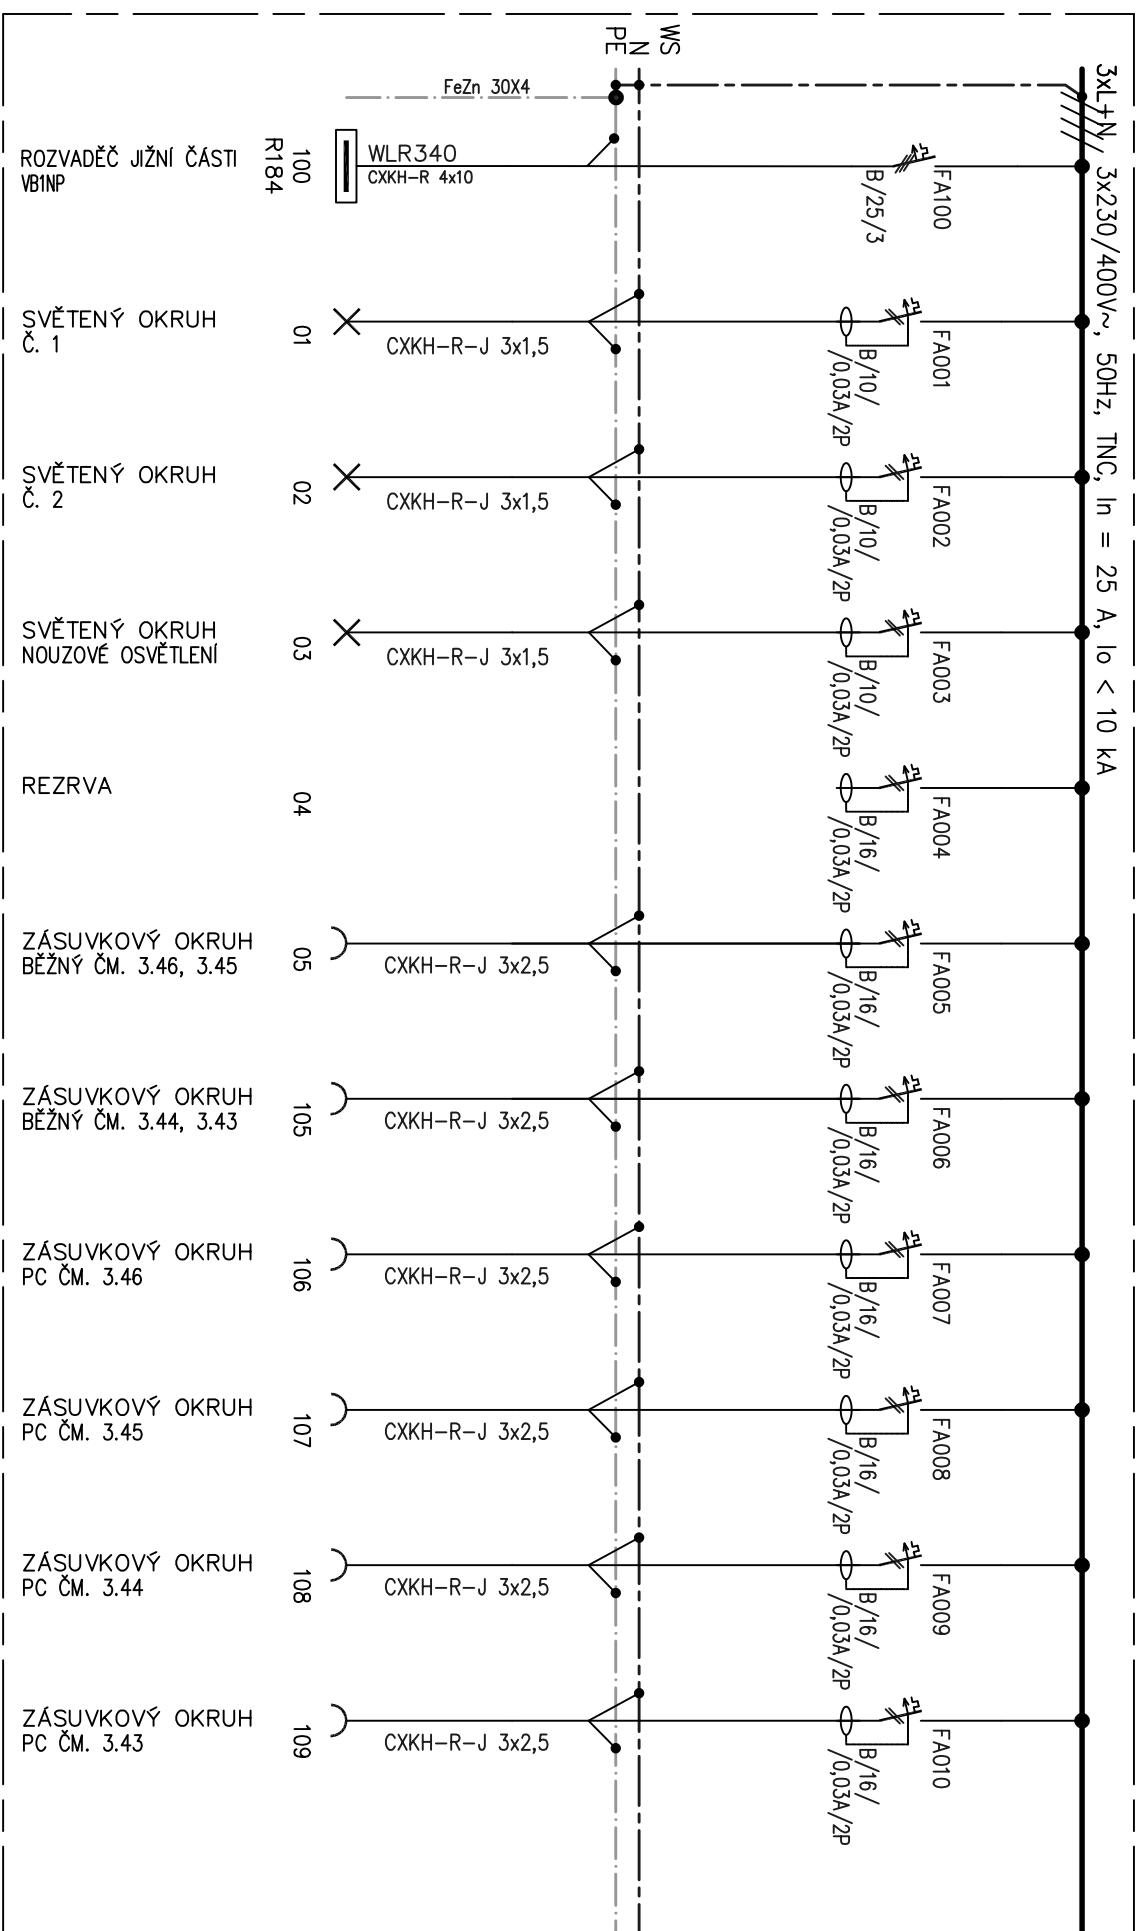 3xL+N, 3x230/400V~, 50Hz, TNC, In = 25 A, Io < 10 kA
WS
N
PE
FeZn 30X4
ROZVADĚČ JIŽNÍ ČÁSTI
VB1NP
100
R184
WLR340
CXKH-R 4x10
FA100
B/25/3
SVĚTENÝ OKRUH
Č. 1
01
CXKH-R-J 3x1,5
FA001
B/10/
/0,03A/2P
SVĚTENÝ OKRUH
Č. 2
02
CXKH-R-J 3x1,5
FA002
B/10/
/0,03A/2P
SVĚTENÝ OKRUH
NOUZOVÉ OSVĚTLENÍ
03
CXKH-R-J 3x1,5
FA003
B/10/
/0,03A/2P
REZRVA
04
FA004
B/16/
/0,03A/2P
ZÁSUVKOVÝ OKRUH
BĚŽNÝ ČM. 3.46, 3.45
05
CXKH-R-J 3x2,5
FA005
B/16/
/0,03A/2P
ZÁSUVKOVÝ OKRUH
BĚŽNÝ ČM. 3.44, 3.43
105
CXKH-R-J 3x2,5
FA006
B/16/
/0,03A/2P
ZÁSUVKOVÝ OKRUH
PC ČM. 3.46
106
CXKH-R-J 3x2,5
FA007
B/16/
/0,03A/2P
ZÁSUVKOVÝ OKRUH
PC ČM. 3.45
107
CXKH-R-J 3x2,5
FA008
B/16/
/0,03A/2P
ZÁSUVKOVÝ OKRUH
PC ČM. 3.44
108
CXKH-R-J 3x2,5
FA009
B/16/
/0,03A/2P
ZÁSUVKOVÝ OKRUH
PC ČM. 3.43
109
CXKH-R-J 3x2,5
FA010
B/16/
/0,03A/2P